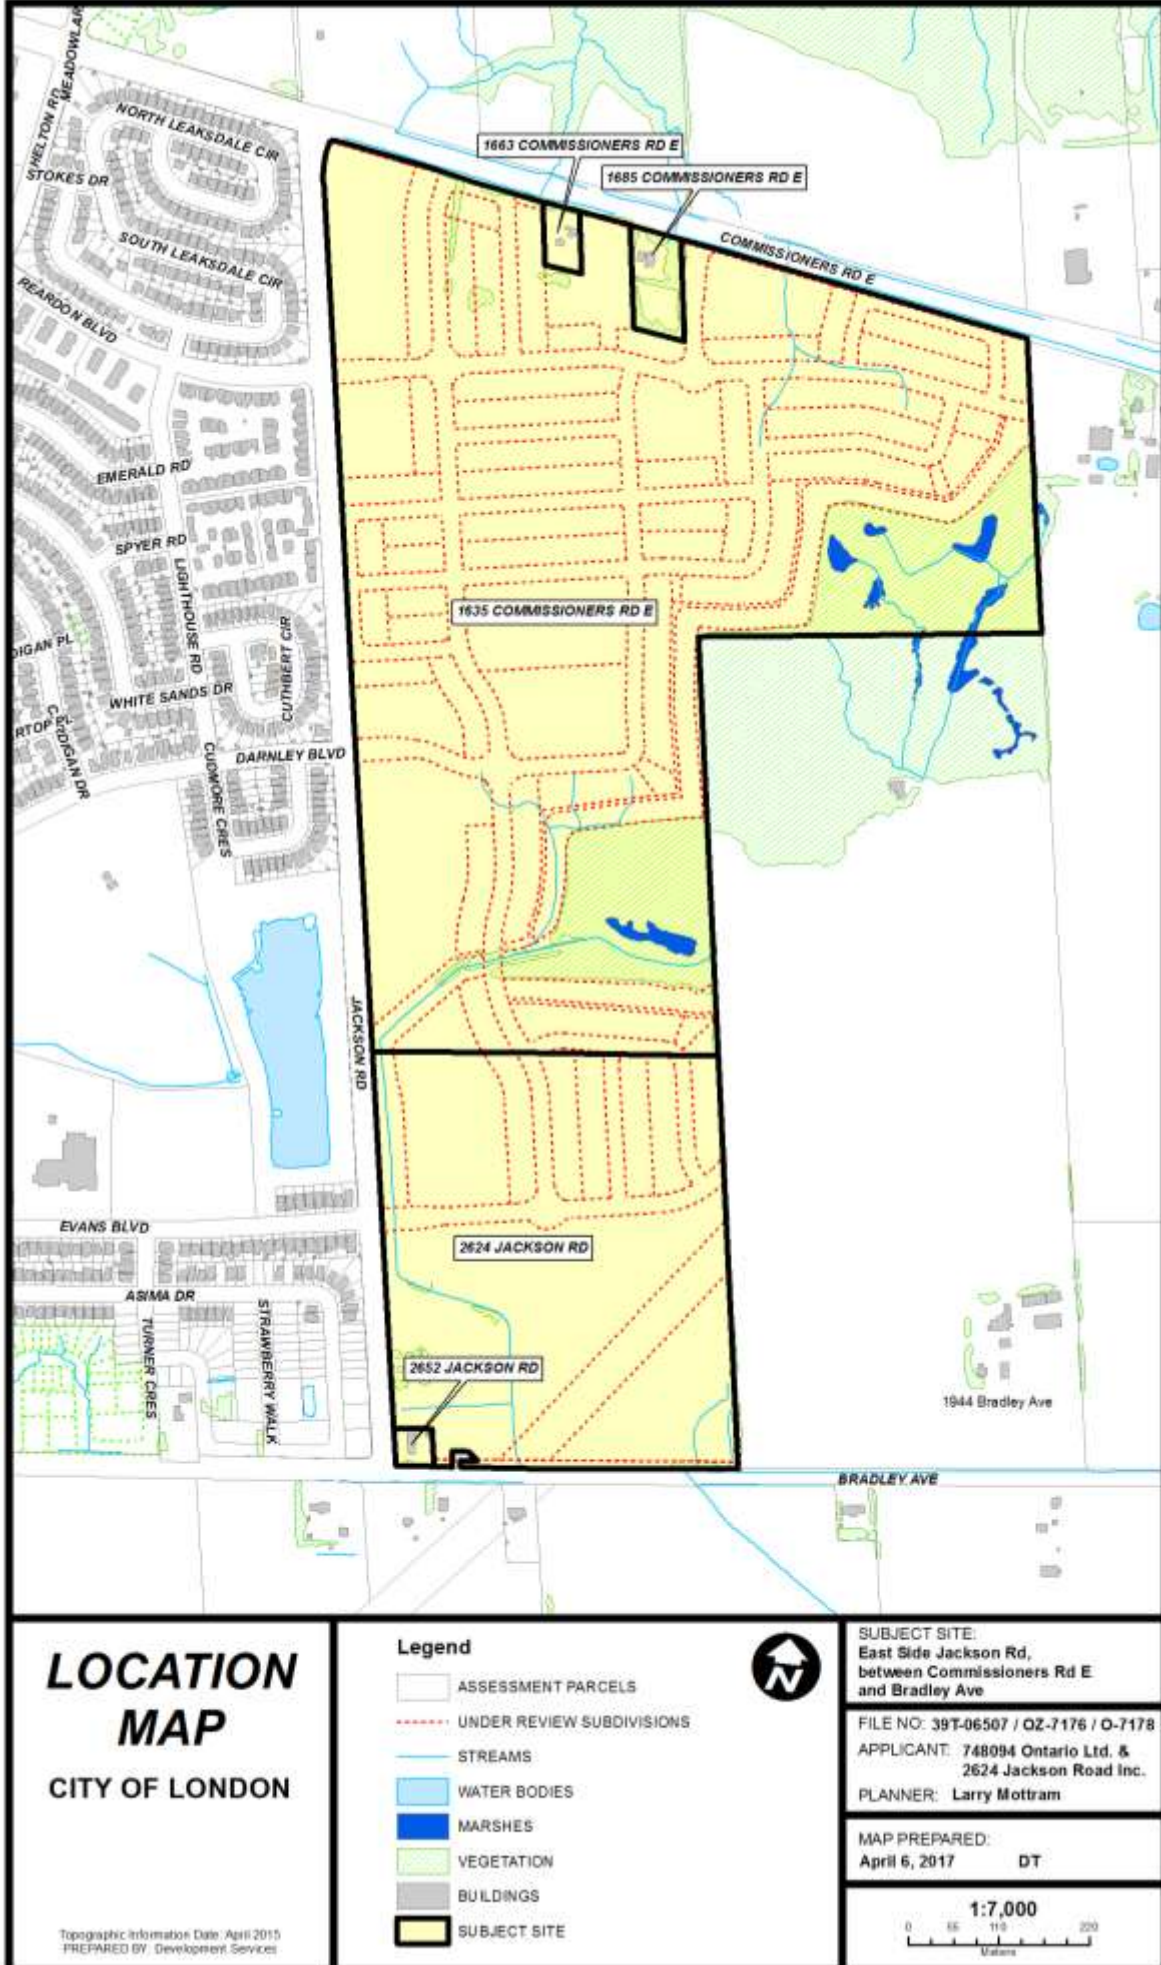 MEADOWLAR
HELTON RD
NORTH LEAKSDALE CIR
STOKES DR
SOUTH LEAKSDALE CIR
REARDON BLVD
1663 COMMISSIONERS RD E
1685 COMMISSIONERS RD E
COMMISSIONERS RD E
EMERALD RD
SPYER RD
LIGHTHOUSE RD
1635 COMMISSIONERS RD E
CUTHBERT CIR
DIGAN PL
WHITE SANDS DR
RTOP PL
CARDIGAN DR
DARNLEY BLVD
CUDMORE CRES
JACKSON RD
EVANS BLVD
2624 JACKSON RD
ASIMA DR
TURNER CRES
STRAWBERRY WALK
2652 JACKSON RD
1944 Bradley Ave
BRADLEY AVE
LOCATION
MAP
CITY OF LONDON
Topographic Information Date: April 2015
PREPARED BY: Development Services
Legend
ASSESSMENT PARCELS
UNDER REVIEW SUBDIVISIONS
STREAMS
WATER BODIES
MARSHES
VEGETATION
BUILDINGS
SUBJECT SITE
N
SUBJECT SITE:
East Side Jackson Rd,
between Commissioners Rd E
and Bradley Ave
FILE NO: 39T-06507 / OZ-7176 / O-7178
APPLICANT: 748094 Ontario Ltd. &
2624 Jackson Road Inc.
PLANNER: Larry Mottram
MAP PREPARED:
April 6, 2017 DT
1:7,000
0 55 110 220
Meters